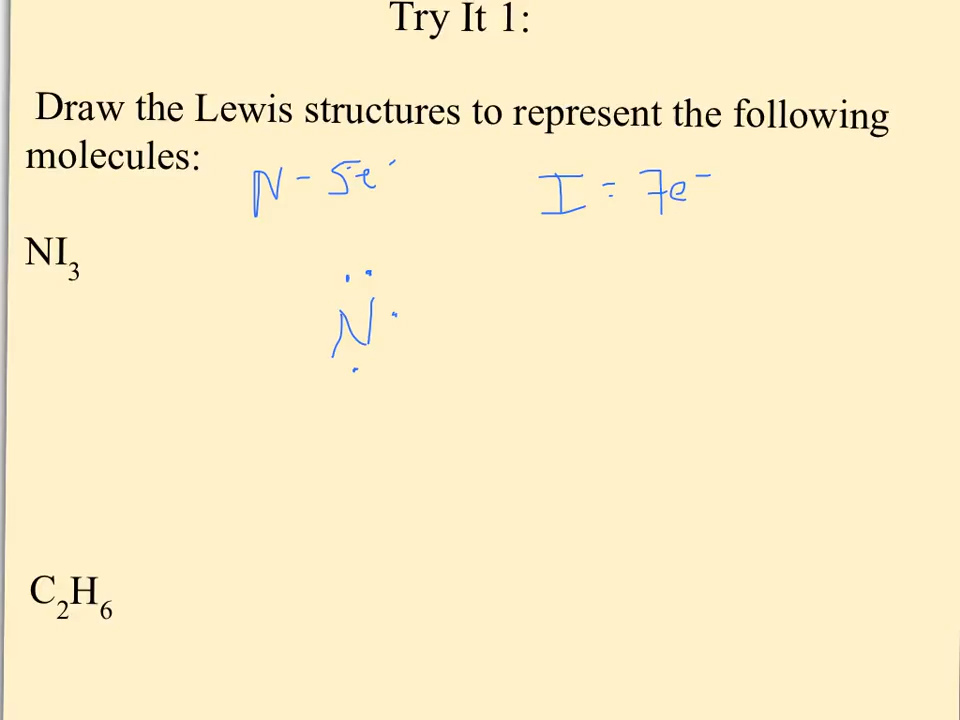 Try It 1:
Draw the Lewis structures to represent the following
molecules:
N - 5e⁻ I = 7e⁻
NI₃
N
C₂H₆